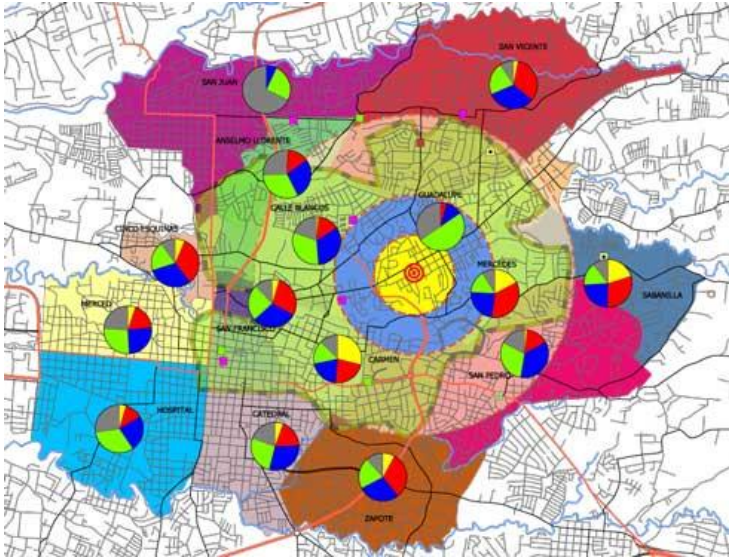 SAN VICENTE
SAN JUAN
ANSELMO LLORENTE
GUADALUPE
CALLE BLANCOS
CINCO ESQUINAS
MERCEDES
SABANILLA
MERCED
SAN FRANCISCO
CARMEN
SAN PEDRO
HOSPITAL
CATEDRAL
ZAPOTE